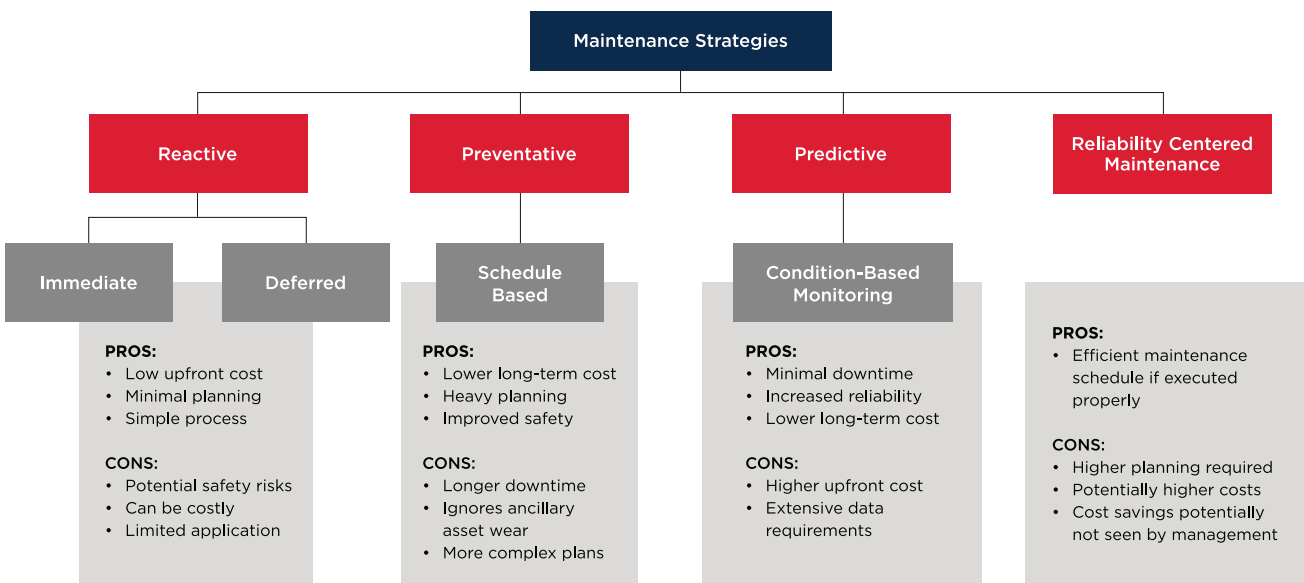 Maintenance Strategies
Reactive
Preventative
Predictive
Reliability Centered
Maintenance
Immediate
Deferred
Schedule
Based
Condition-Based
Monitoring
PROS:
• Low upfront cost
• Minimal planning
• Simple process
CONS:
• Potential safety risks
• Can be costly
• Limited application
PROS:
• Lower long-term cost
• Heavy planning
• Improved safety
CONS:
• Longer downtime
• Ignores ancillary
asset wear
• More complex plans
PROS:
• Minimal downtime
• Increased reliability
• Lower long-term cost
CONS:
• Higher upfront cost
• Extensive data
requirements
PROS:
• Efficient maintenance
schedule if executed
properly
CONS:
• Higher planning required
• Potentially higher costs
• Cost savings potentially
not seen by management